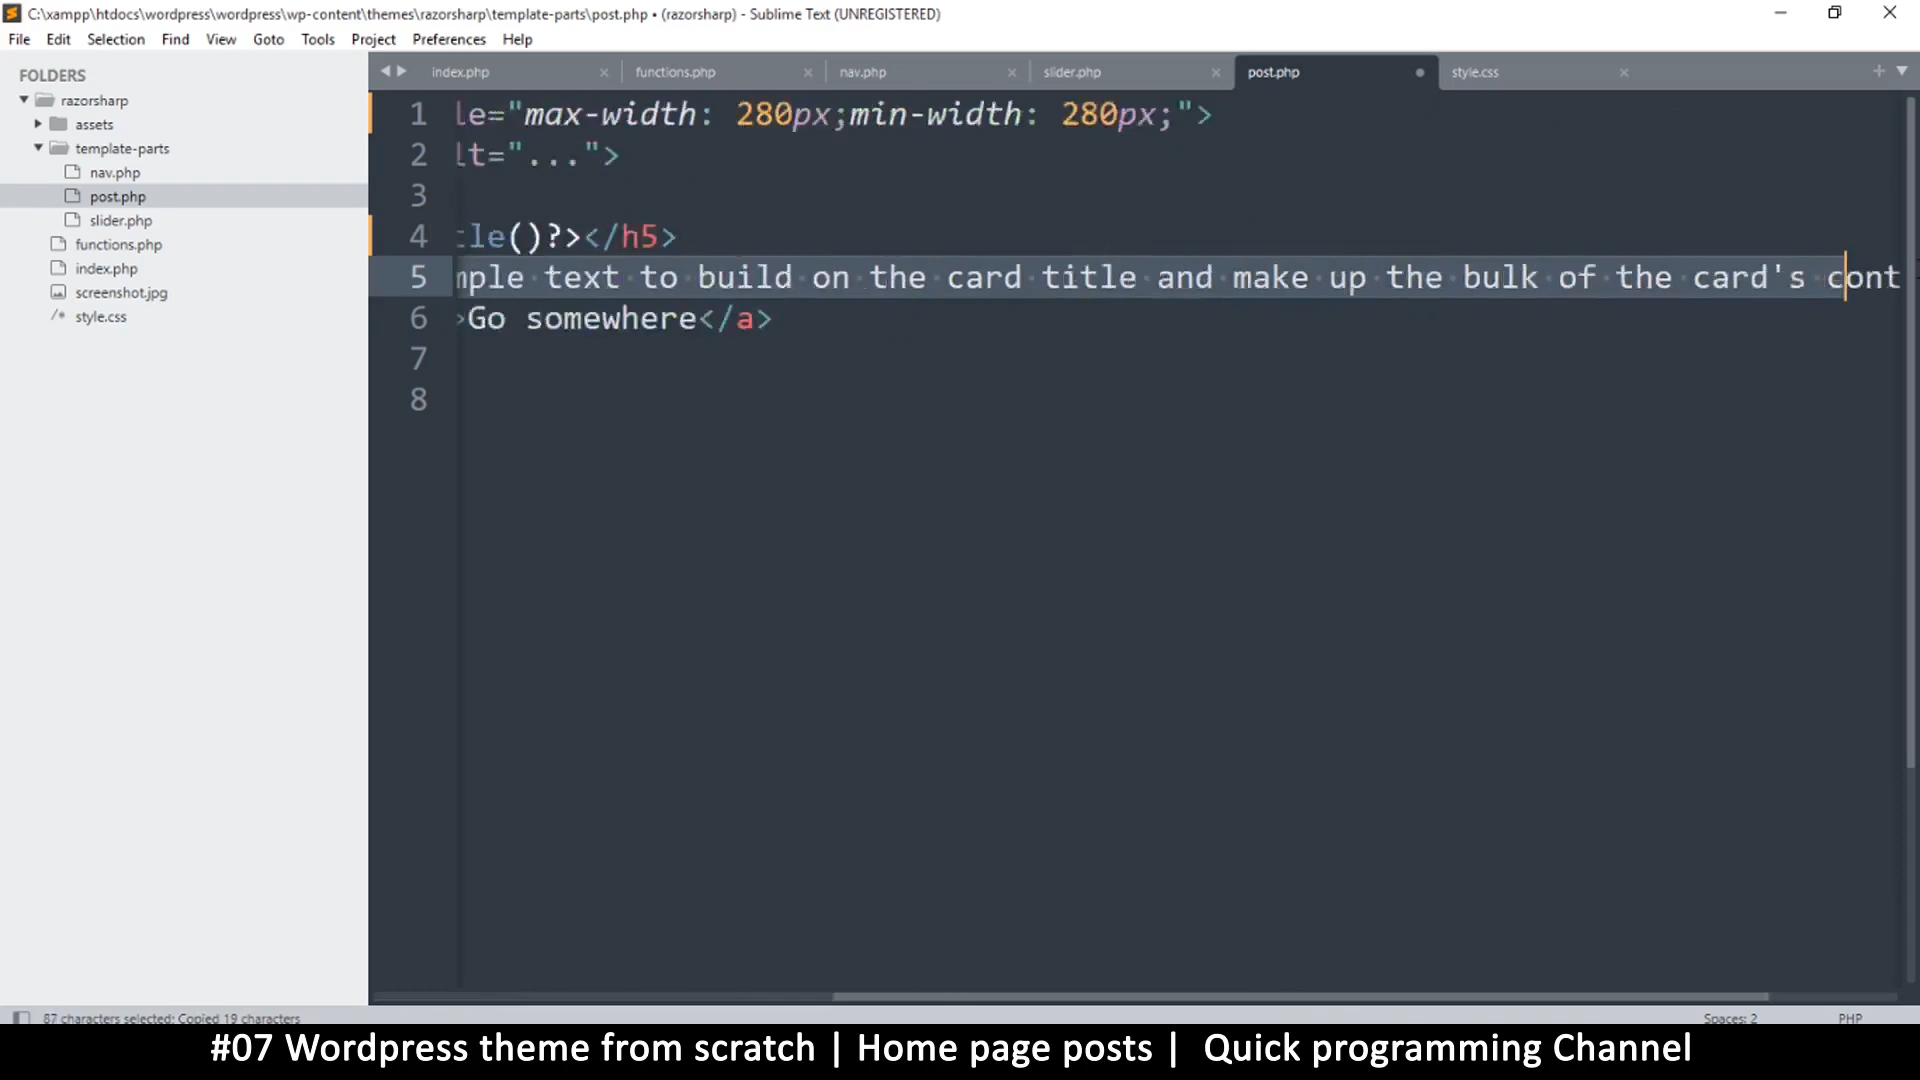 C:\xampp\htdocs\wordpress\wordpress\wp-content\themes\razorsharp\template-parts\post.php • (razorsharp) - Sublime Text (UNREGISTERED)
File Edit Selection Find View Goto Tools Project Preferences Help
FOLDERS
razorsharp
assets
template-parts
nav.php
post.php
slider.php
functions.php
index.php
screenshot.jpg
style.css
index.php functions.php nav.php slider.php post.php style.css
1 le="max-width: 280px;min-width: 280px;">
2 lt="...">
3
4 tle()?></h5>
5 mple text to build on the card title and make up the bulk of the card's cont
6 >Go somewhere</a>
7
8
87 characters selected: Copied 19 characters Spaces: 2 PHP
#07 Wordpress theme from scratch | Home page posts | Quick programming Channel